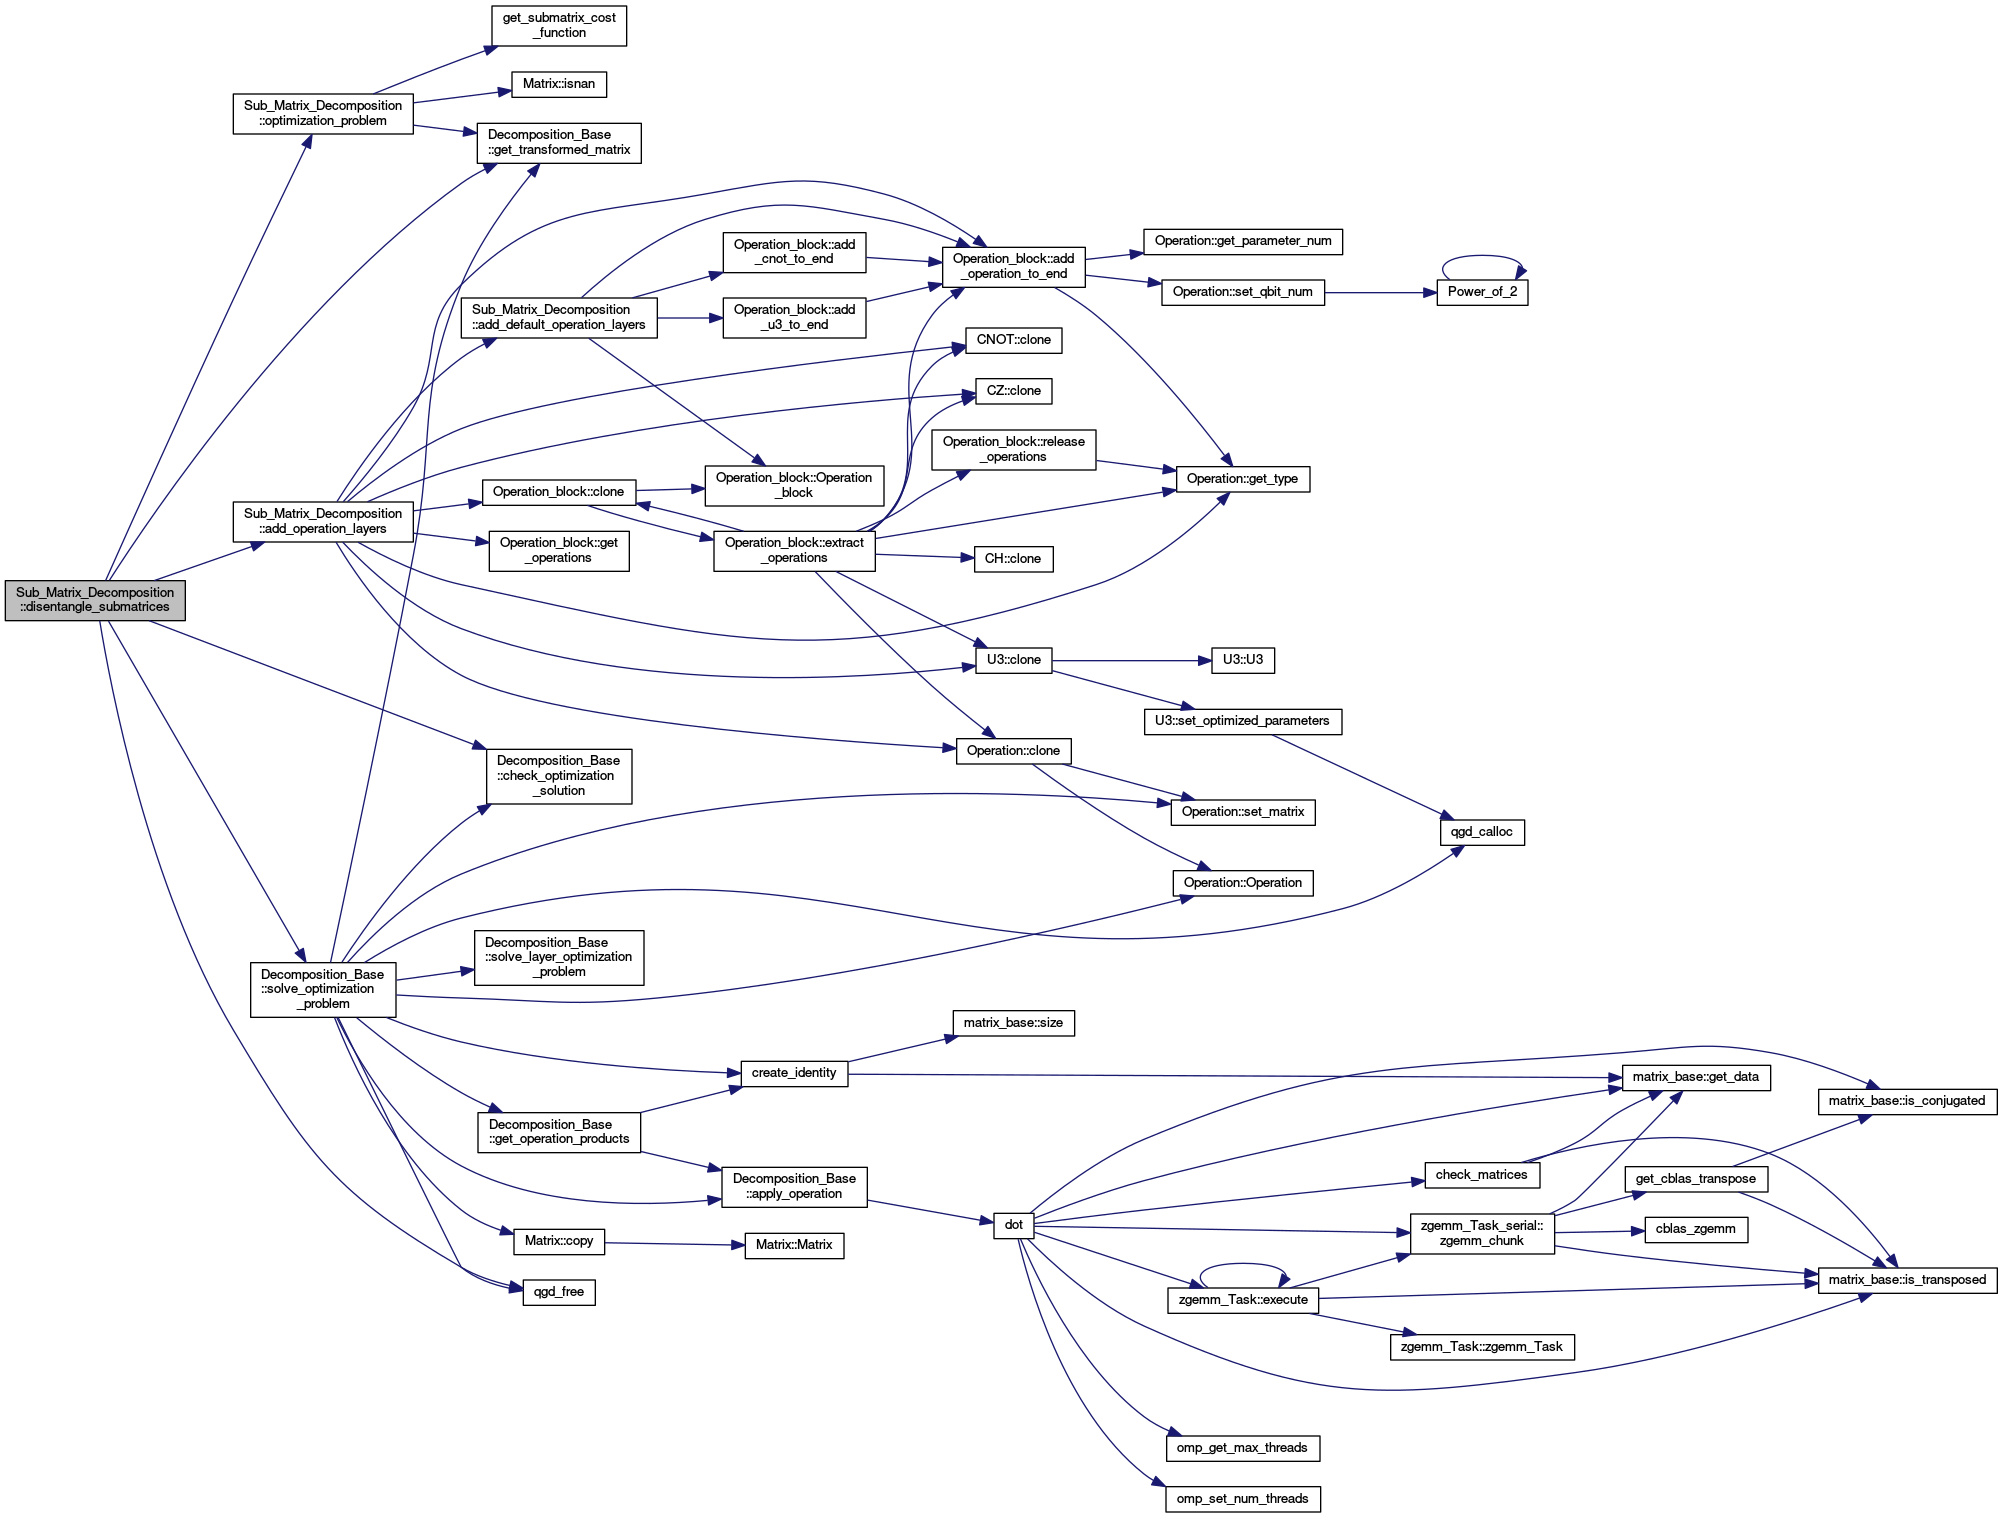 get_submatrix_cost
_function
Matrix::isnan
Sub_Matrix_Decomposition
::optimization_problem
Decomposition_Base
::get_transformed_matrix
Operation_block::add
_cnot_to_end
Operation_block::add
_operation_to_end
Operation::get_parameter_num
Operation::set_qbit_num
Power_of_2
Sub_Matrix_Decomposition
::add_default_operation_layers
Operation_block::add
_u3_to_end
CNOT::clone
CZ::clone
Operation_block::release
_operations
Operation_block::Operation
_block
Operation::get_type
Operation_block::clone
Sub_Matrix_Decomposition
::add_operation_layers
Operation_block::get
_operations
Operation_block::extract
_operations
CH::clone
Sub_Matrix_Decomposition
::disentangle_submatrices
U3::clone
U3::U3
U3::set_optimized_parameters
Operation::clone
Decomposition_Base
::check_optimization
_solution
Operation::set_matrix
qgd_calloc
Operation::Operation
Decomposition_Base
::solve_layer_optimization
_problem
Decomposition_Base
::solve_optimization
_problem
matrix_base::size
create_identity
matrix_base::get_data
matrix_base::is_conjugated
Decomposition_Base
::get_operation_products
Decomposition_Base
::apply_operation
check_matrices
get_cblas_transpose
dot
zgemm_Task_serial::
zgemm_chunk
cblas_zgemm
Matrix::copy
Matrix::Matrix
qgd_free
zgemm_Task::execute
matrix_base::is_transposed
zgemm_Task::zgemm_Task
omp_get_max_threads
omp_set_num_threads